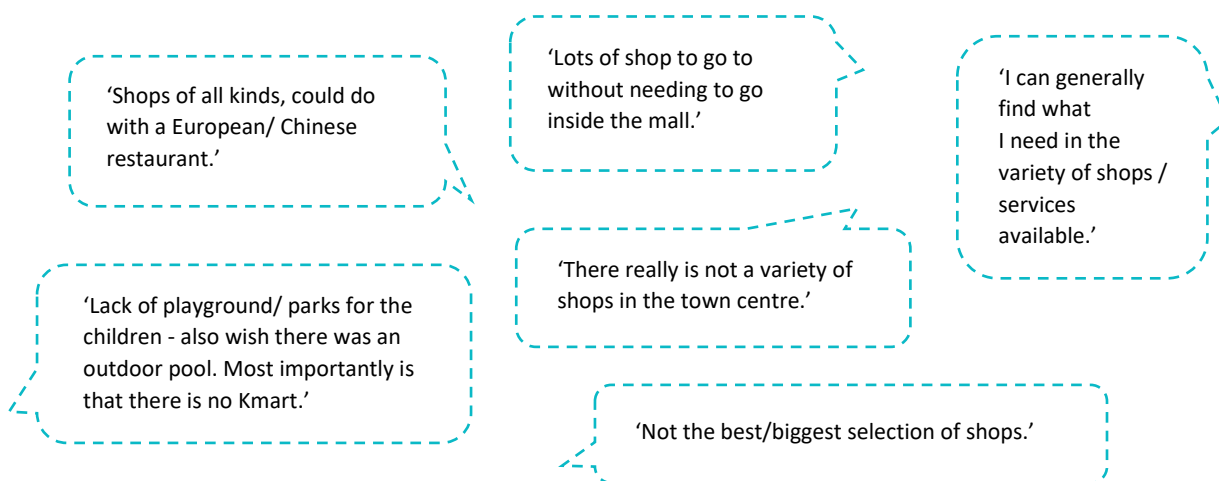 ‘Shops of all kinds, could do
with a European/ Chinese
restaurant.’
‘Lots of shop to go to
without needing to go
inside the mall.’
‘I can generally
find what
I need in the
variety of shops /
services
available.’
‘There really is not a variety of
shops in the town centre.’
‘Lack of playground/ parks for the
children - also wish there was an
outdoor pool. Most importantly is
that there is no Kmart.’
‘Not the best/biggest selection of shops.’